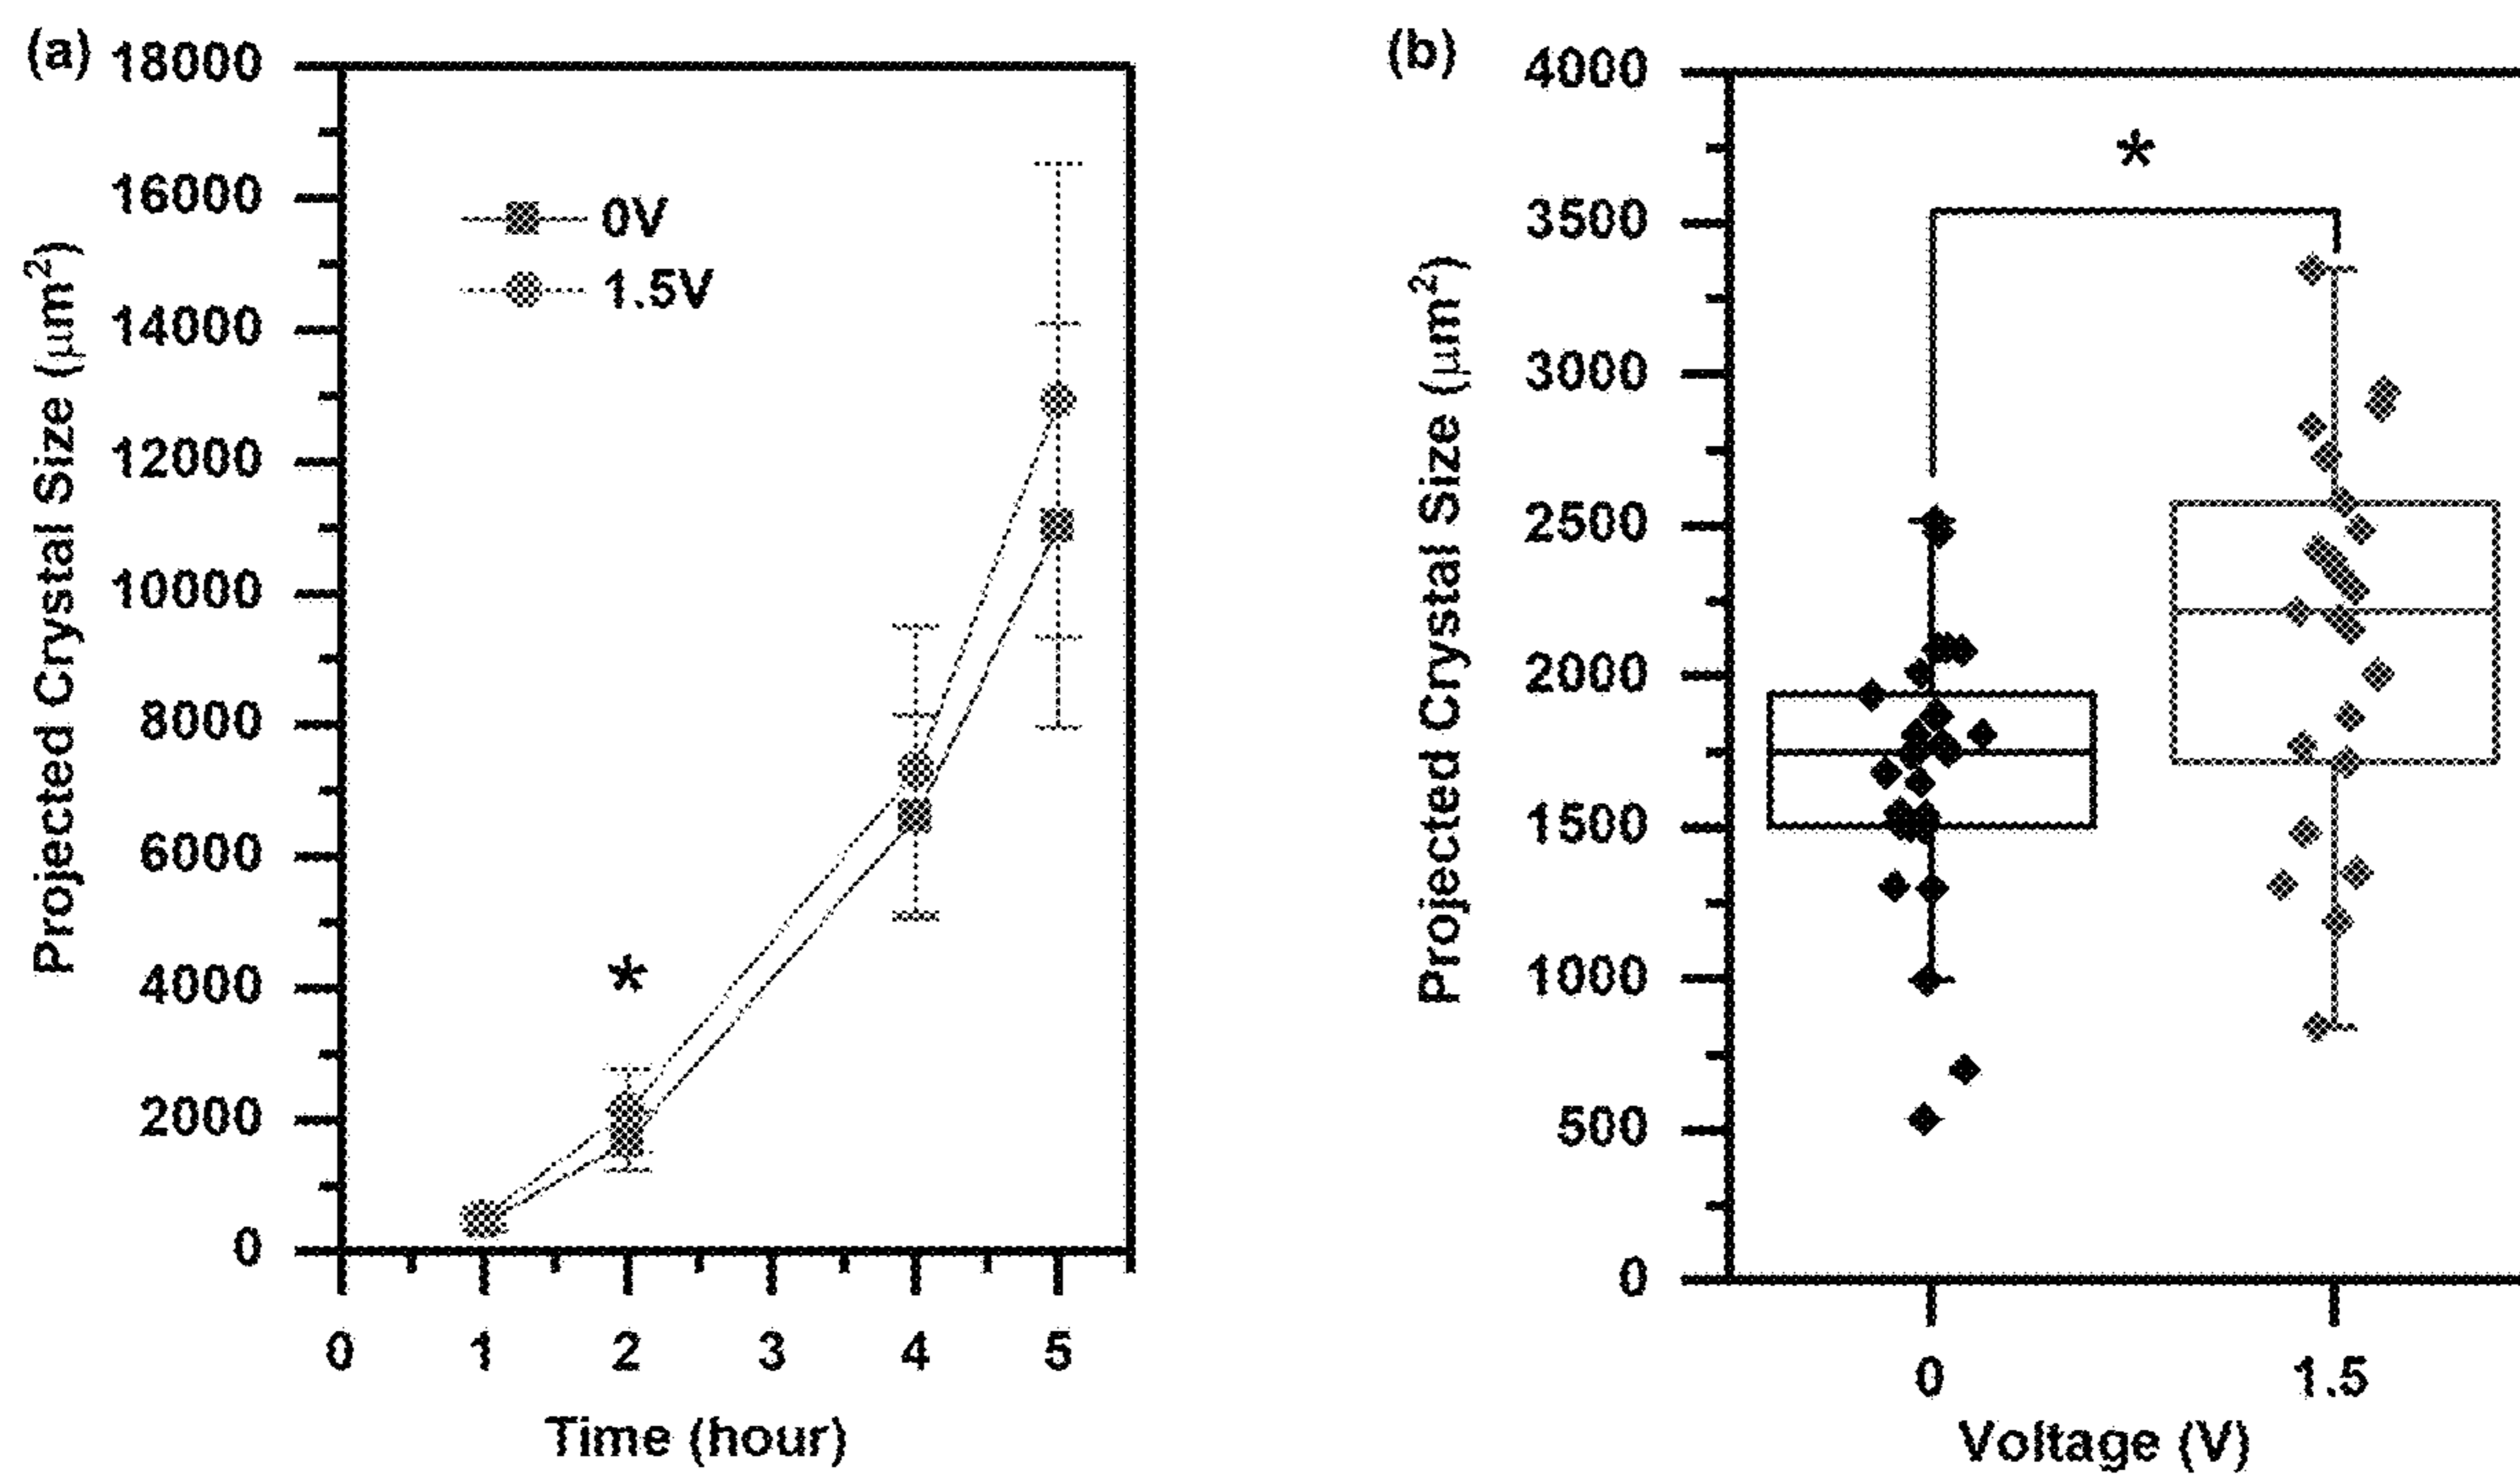 (a)
Projected Crystal Size (μm²)
18000
16000
14000
12000
10000
8000
6000
4000
2000
0
0V
1.5V
*
0 1 2 3 4 5
Time (hour)
(b)
Projected Crystal Size (μm²)
4000
3500
3000
2500
2000
1500
1000
500
0
*
0 1.5
Voltage (V)